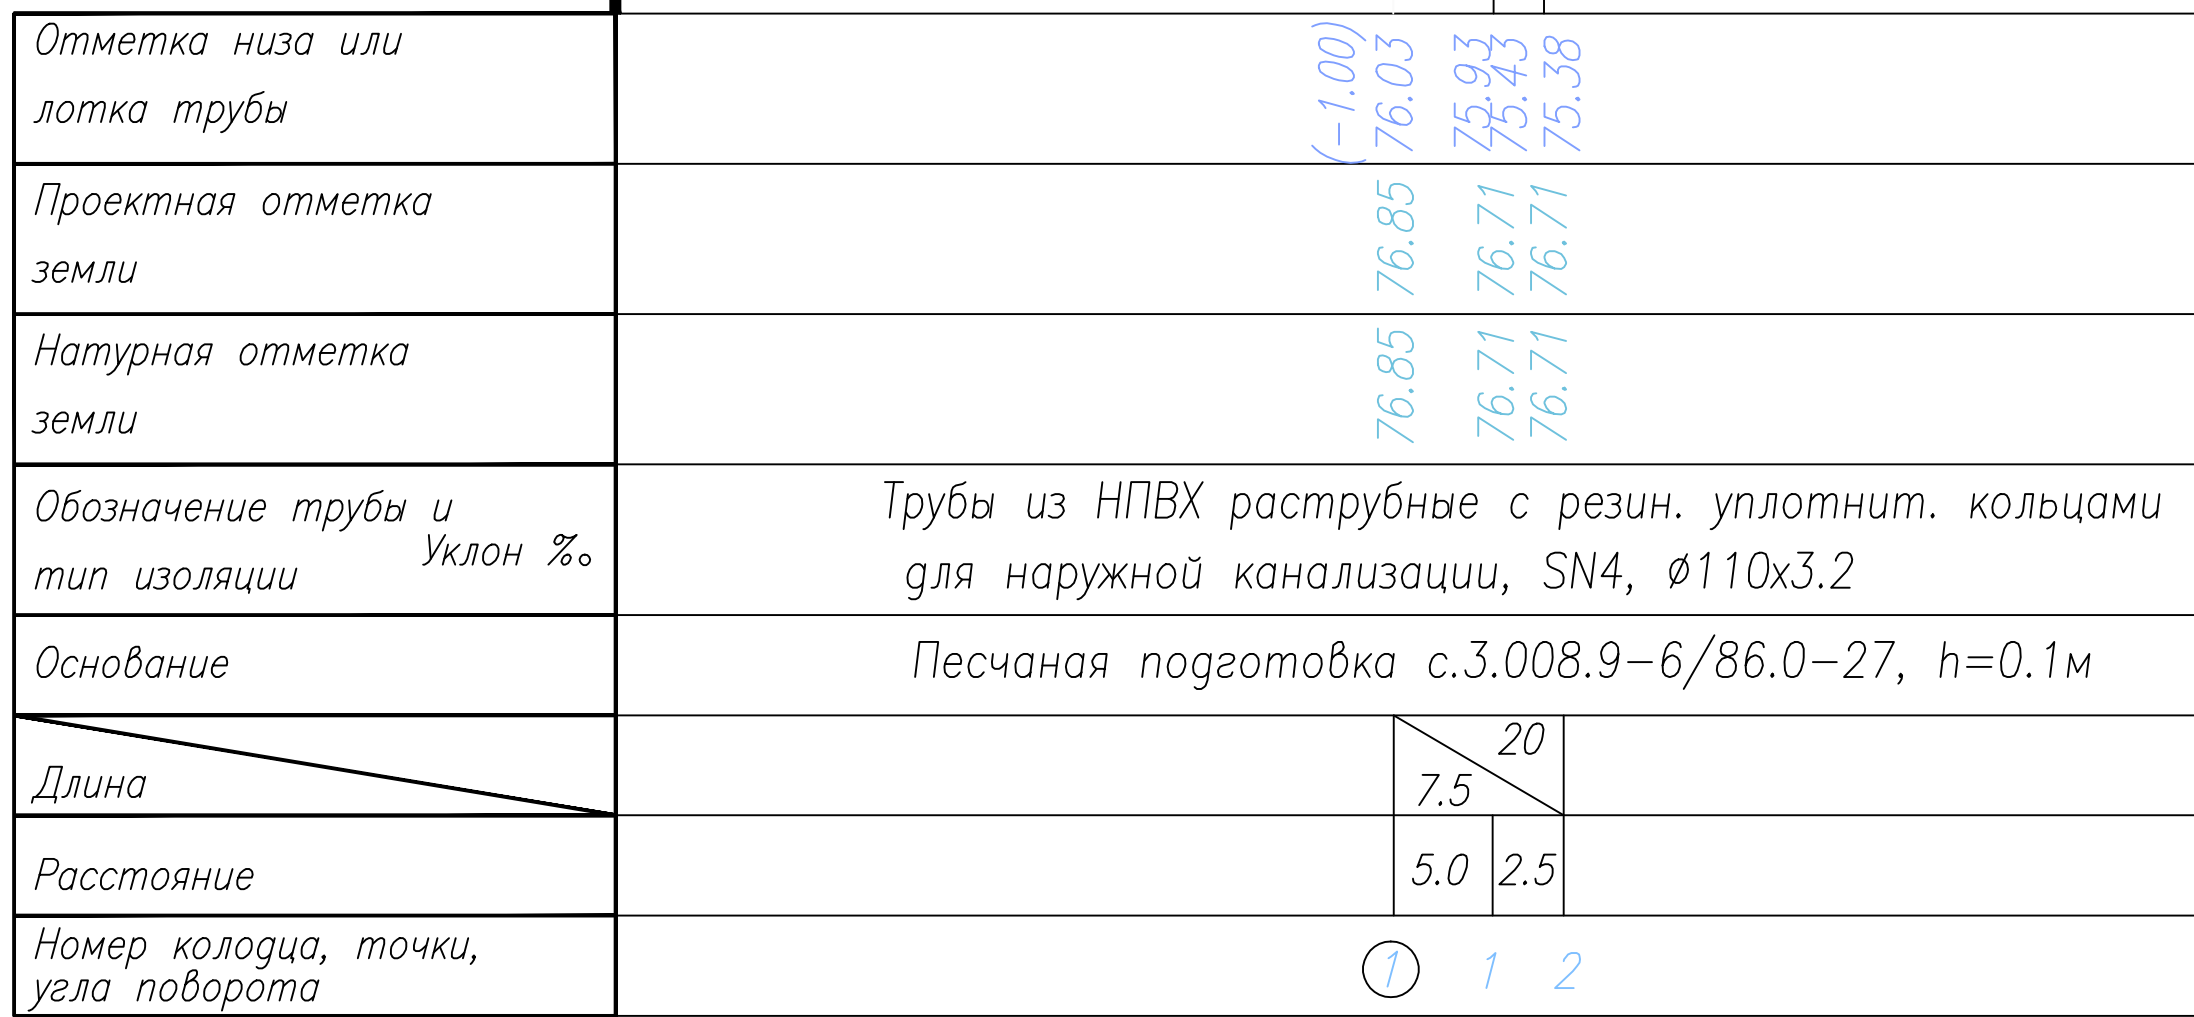 Отметка низа или
лотка трубы
(-1.00)
76.03
75.93
75.43
75.38
Проектная отметка
земли
76.85
76.71
76.71
Натурная отметка
земли
76.85
76.71
76.71
Обозначение трубы и
тип изоляции
Уклон ‰
Трубы из НПВХ раструбные с резин. уплотнит. кольцами
для наружной канализации, SN4, ø110х3.2
Основание
Песчаная подготовка с.3.008.9-6/86.0-27, h=0.1м
Длина
20
7.5
Расстояние
5.0
2.5
Номер колодца, точки,
угла поворота
1
1
2